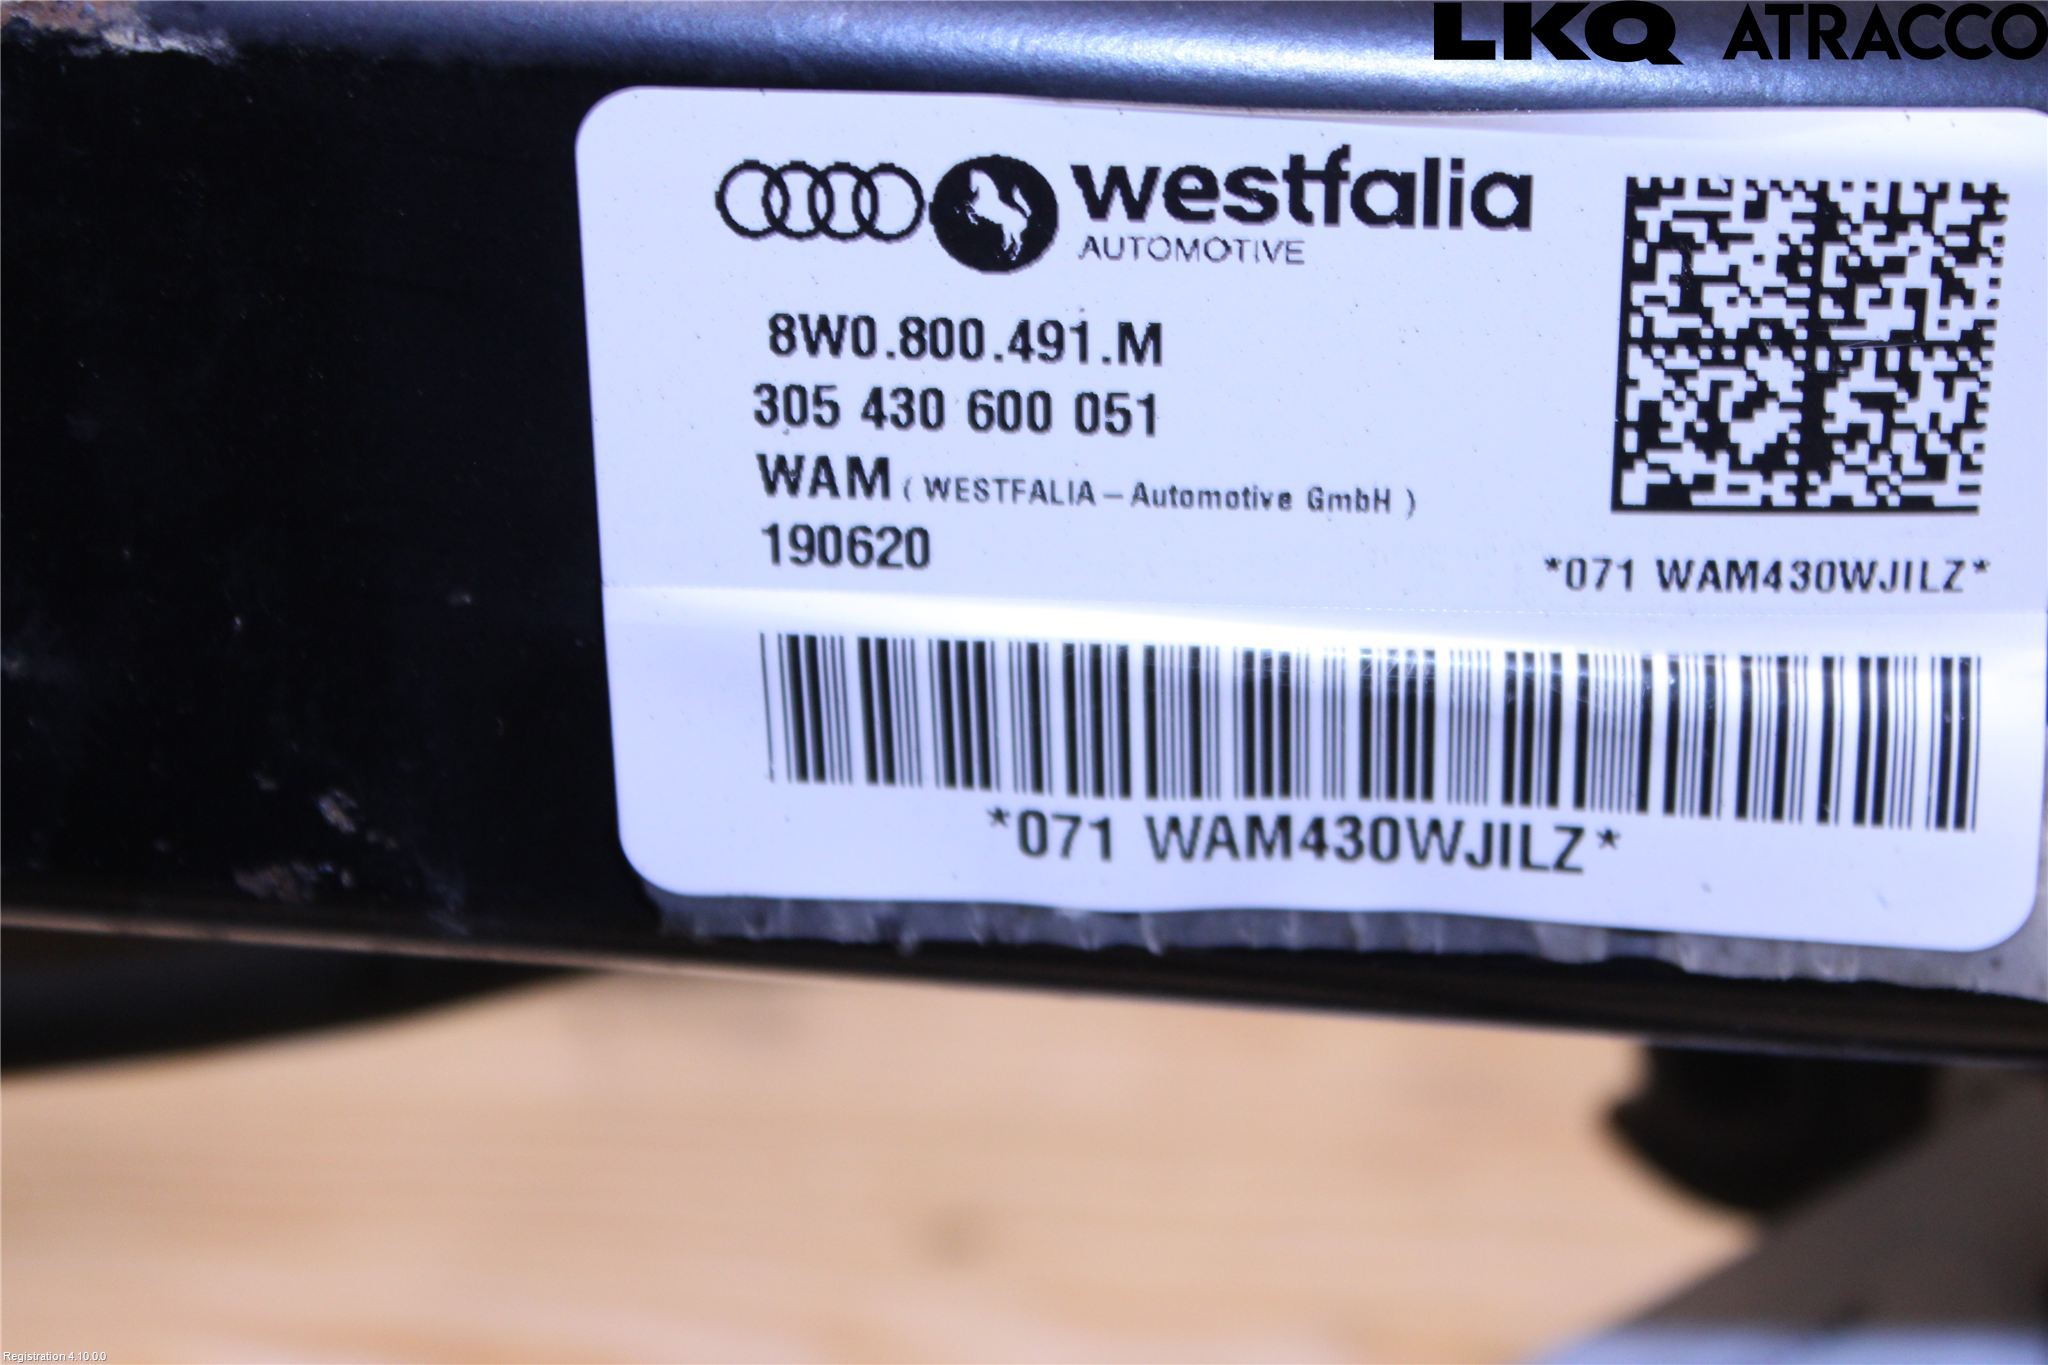 LKQ ATRACCO
westfalia
AUTOMOTIVE
8W0.800.491.M
305 430 600 051
WAM ( WESTFALIA – Automotive GmbH )
190620
*071 WAM430WJILZ*
*071 WAM430WJILZ*
Registration 4.10.0.0